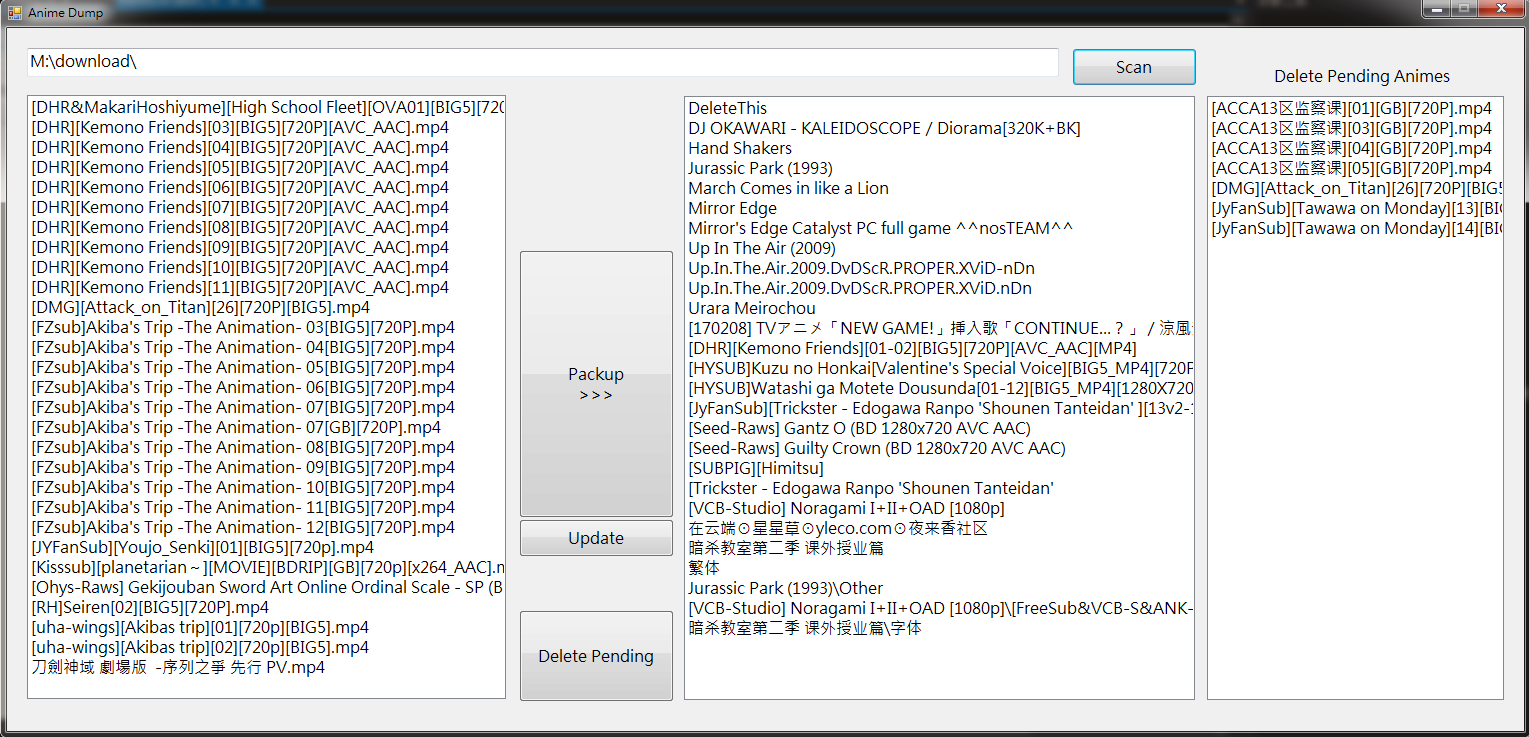 Anime Dump
M:\download\
Scan
Delete Pending Animes
[DHR&MakariHoshiyume][High School Fleet][OVA01][BIG5][720
[DHR][Kemono Friends][03][BIG5][720P][AVC_AAC].mp4
[DHR][Kemono Friends][04][BIG5][720P][AVC_AAC].mp4
[DHR][Kemono Friends][05][BIG5][720P][AVC_AAC].mp4
[DHR][Kemono Friends][06][BIG5][720P][AVC_AAC].mp4
[DHR][Kemono Friends][07][BIG5][720P][AVC_AAC].mp4
[DHR][Kemono Friends][08][BIG5][720P][AVC_AAC].mp4
[DHR][Kemono Friends][09][BIG5][720P][AVC_AAC].mp4
[DHR][Kemono Friends][10][BIG5][720P][AVC_AAC].mp4
[DHR][Kemono Friends][11][BIG5][720P][AVC_AAC].mp4
[DMG][Attack_on_Titan][26][720P][BIG5].mp4
[FZsub]Akiba's Trip -The Animation- 03[BIG5][720P].mp4
[FZsub]Akiba's Trip -The Animation- 04[BIG5][720P].mp4
[FZsub]Akiba's Trip -The Animation- 05[BIG5][720P].mp4
[FZsub]Akiba's Trip -The Animation- 06[BIG5][720P].mp4
[FZsub]Akiba's Trip -The Animation- 07[BIG5][720P].mp4
[FZsub]Akiba's Trip -The Animation- 07[GB][720P].mp4
[FZsub]Akiba's Trip -The Animation- 08[BIG5][720P].mp4
[FZsub]Akiba's Trip -The Animation- 09[BIG5][720P].mp4
[FZsub]Akiba's Trip -The Animation- 10[BIG5][720P].mp4
[FZsub]Akiba's Trip -The Animation- 11[BIG5][720P].mp4
[FZsub]Akiba's Trip -The Animation- 12[BIG5][720P].mp4
[JYFanSub][Youjo_Senki][01][BIG5][720p].mp4
[Kisssub][planetarian～][MOVIE][BDRIP][GB][720p][x264_AAC].m
[Ohys-Raws] Gekijouban Sword Art Online Ordinal Scale - SP (B
[RH]Seiren[02][BIG5][720P].mp4
[uha-wings][Akibas trip][01][720p][BIG5].mp4
[uha-wings][Akibas trip][02][720p][BIG5].mp4
刀劍神域 劇場版 -序列之爭 先行 PV.mp4
Packup
>>>
Update
Delete Pending
DeleteThis
DJ OKAWARI - KALEIDOSCOPE / Diorama[320K+BK]
Hand Shakers
Jurassic Park (1993)
March Comes in like a Lion
Mirror Edge
Mirror's Edge Catalyst PC full game ^^nosTEAM^^
Up In The Air (2009)
Up.In.The.Air.2009.DvDScR.PROPER.XViD-nDn
Up.In.The.Air.2009.DvDScR.PROPER.XViD.nDn
Urara Meirochou
[170208] TVアニメ「NEW GAME!」挿入歌「CONTINUE…？」 / 涼風
[DHR][Kemono Friends][01-02][BIG5][720P][AVC_AAC][MP4]
[HYSUB]Kuzu no Honkai[Valentine's Special Voice][BIG5_MP4][720P
[HYSUB]Watashi ga Motete Dousunda[01-12][BIG5_MP4][1280X720
[JyFanSub][Trickster - Edogawa Ranpo 'Shounen Tanteidan' ][13v2-1
[Seed-Raws] Gantz O (BD 1280x720 AVC AAC)
[Seed-Raws] Guilty Crown (BD 1280x720 AVC AAC)
[SUBPIG][Himitsu]
[Trickster - Edogawa Ranpo 'Shounen Tanteidan'
[VCB-Studio] Noragami I+II+OAD [1080p]
在云端⊙星星草⊙yleco.com⊙夜来香社区
暗杀教室第二季 课外授业篇
繁体
Jurassic Park (1993)\Other
[VCB-Studio] Noragami I+II+OAD [1080p]\[FreeSub&VCB-S&ANK-
暗杀教室第二季 课外授业篇\字体
[ACCA13区监察课][01][GB][720P].mp4
[ACCA13区监察课][03][GB][720P].mp4
[ACCA13区监察课][04][GB][720P].mp4
[ACCA13区监察课][05][GB][720P].mp4
[DMG][Attack_on_Titan][26][720P][BIG5
[JyFanSub][Tawawa on Monday][13][BIG
[JyFanSub][Tawawa on Monday][14][BIG